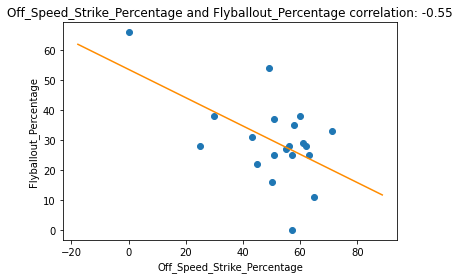 Off_Speed_Strike_Percentage and Flyballout_Percentage correlation: -0.55
60
50
40
30
20
10
0
Flyballout_Percentage
−20 0 20 40 60 80
Off_Speed_Strike_Percentage